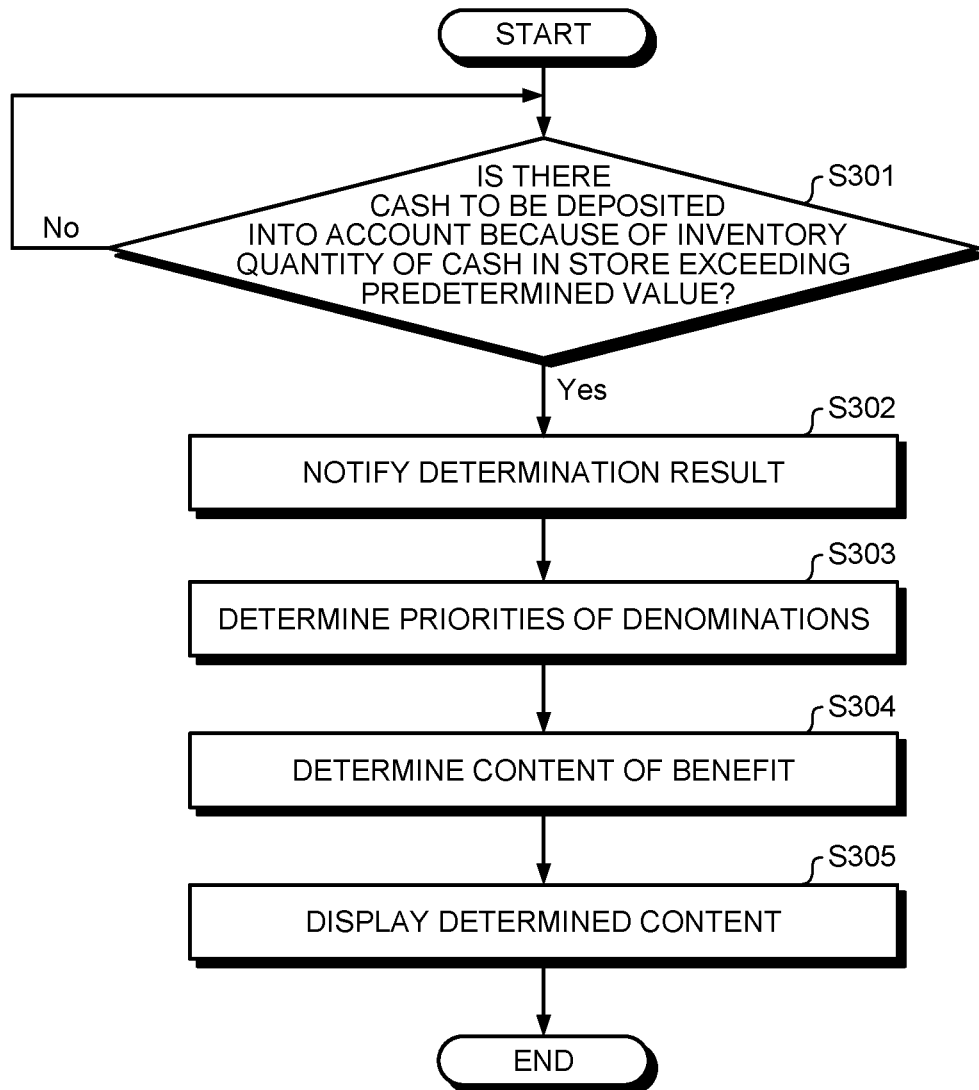 START
IS THERE
CASH TO BE DEPOSITED
INTO ACCOUNT BECAUSE OF INVENTORY
QUANTITY OF CASH IN STORE EXCEEDING
PREDETERMINED VALUE?
S301
No
Yes
S302
NOTIFY DETERMINATION RESULT
S303
DETERMINE PRIORITIES OF DENOMINATIONS
S304
DETERMINE CONTENT OF BENEFIT
S305
DISPLAY DETERMINED CONTENT
END